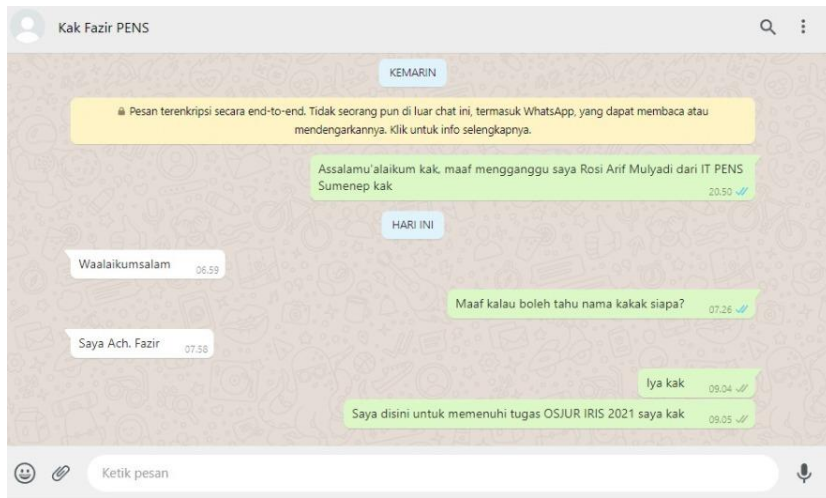 Kak Fazir PENS
KEMARIN
Pesan terenkripsi secara end-to-end. Tidak seorang pun di luar chat ini, termasuk WhatsApp, yang dapat membaca atau
mendengarkannya. Klik untuk info selengkapnya.
Assalamu'alaikum kak, maaf mengganggu saya Rosi Arif Mulyadi dari IT PENS
Sumenep kak
20.50
HARI INI
Waalaikumsalam 06.59
Maaf kalau boleh tahu nama kakak siapa? 07.26
Saya Ach. Fazir 07.58
Iya kak 09.04
Saya disini untuk memenuhi tugas OSJUR IRIS 2021 saya kak 09.05
Ketik pesan